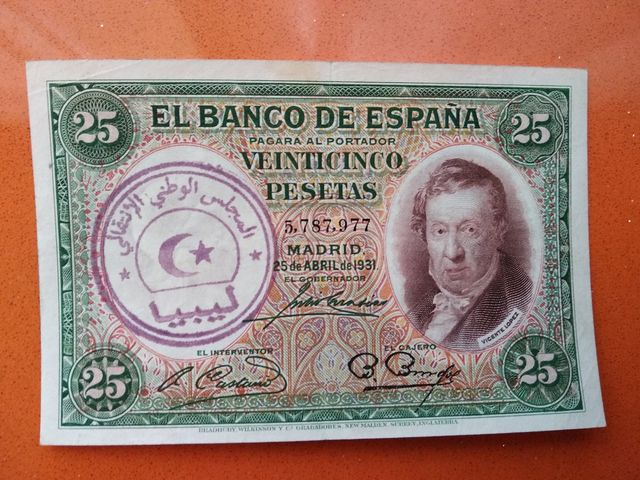 EL BANCO DE ESPAÑA
25
25
PAGARA AL PORTADOR
VEINTICINCO
PESETAS
المجلس الوطني الإنتقالي
ليبيا
5,787,977
MADRID
25 de ABRIL de 1931.
EL GOBERNADOR
VICENTE LOPEZ
EL INTERVENTOR
EL CAJERO
25
25
BRADBURY, WILKINSON Y Cª GRABADORES, NEW MALDEN, SURREY, INGLATERRA.